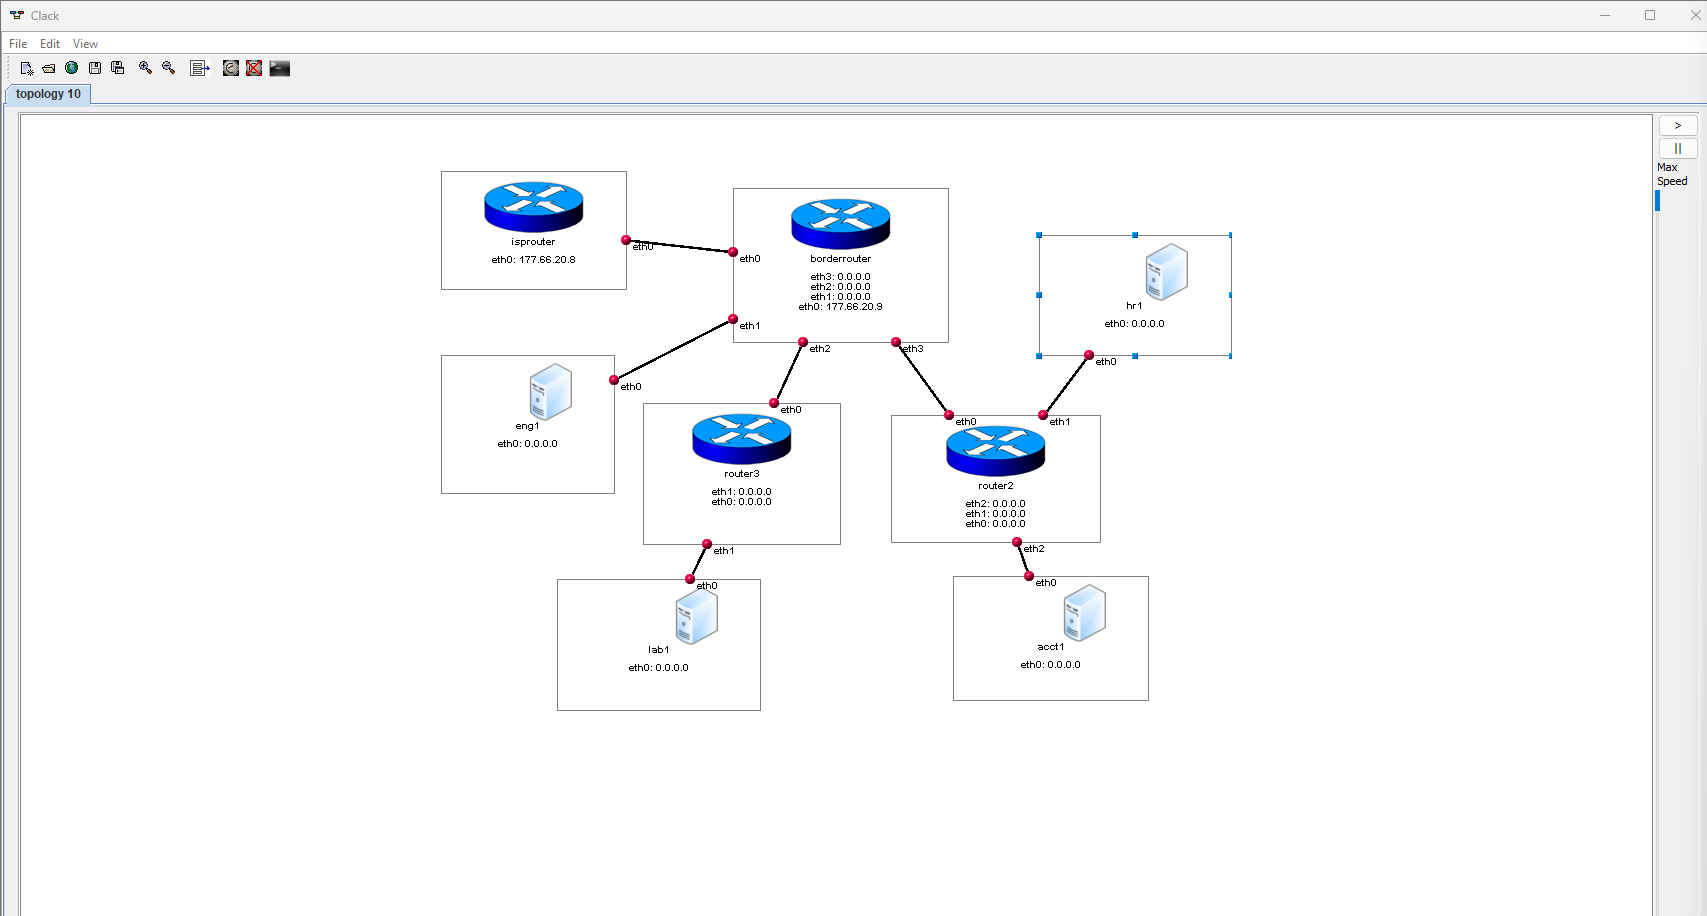 Clack
File Edit View
topology 10
>
Max
Speed
isprouter
eth0: 177.66.20.8
eth0
eth0
borderrouter
eth3: 0.0.0.0
eth2: 0.0.0.0
eth1: 0.0.0.0
eth0: 177.66.20.9
eth1
eth2
eth3
hr1
eth0: 0.0.0.0
eth0
eth0
eng1
eth0: 0.0.0.0
eth0
router3
eth1: 0.0.0.0
eth0: 0.0.0.0
eth1
eth0
eth1
router2
eth2: 0.0.0.0
eth1: 0.0.0.0
eth0: 0.0.0.0
eth2
eth0
lab1
eth0: 0.0.0.0
eth0
acct1
eth0: 0.0.0.0